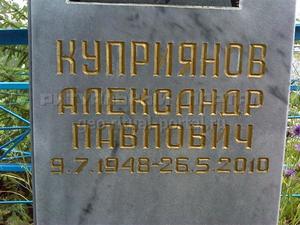 КУПРИЯНОВ
АЛЕКСАНДР
ПАВЛОВИЧ
9.7.1948-26.5.2010